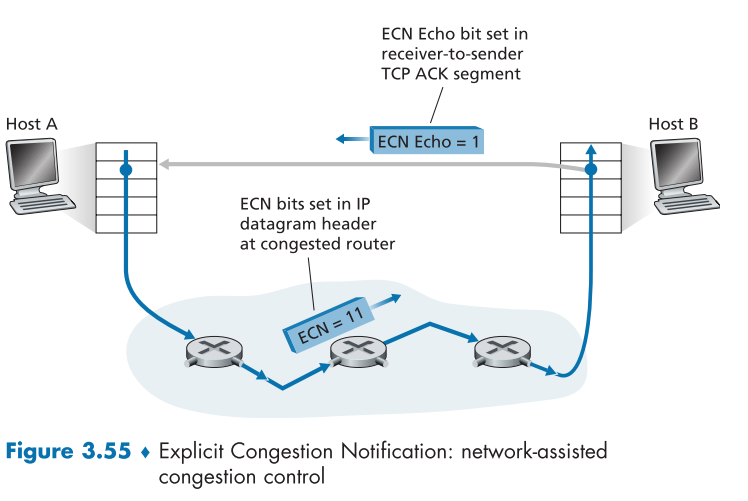 ECN Echo bit set in
receiver-to-sender
TCP ACK segment
Host A
Host B
ECN Echo = 1
ECN bits set in IP
datagram header
at congested router
ECN = 11
Figure 3.55 ♦ Explicit Congestion Notification: network-assisted
congestion control